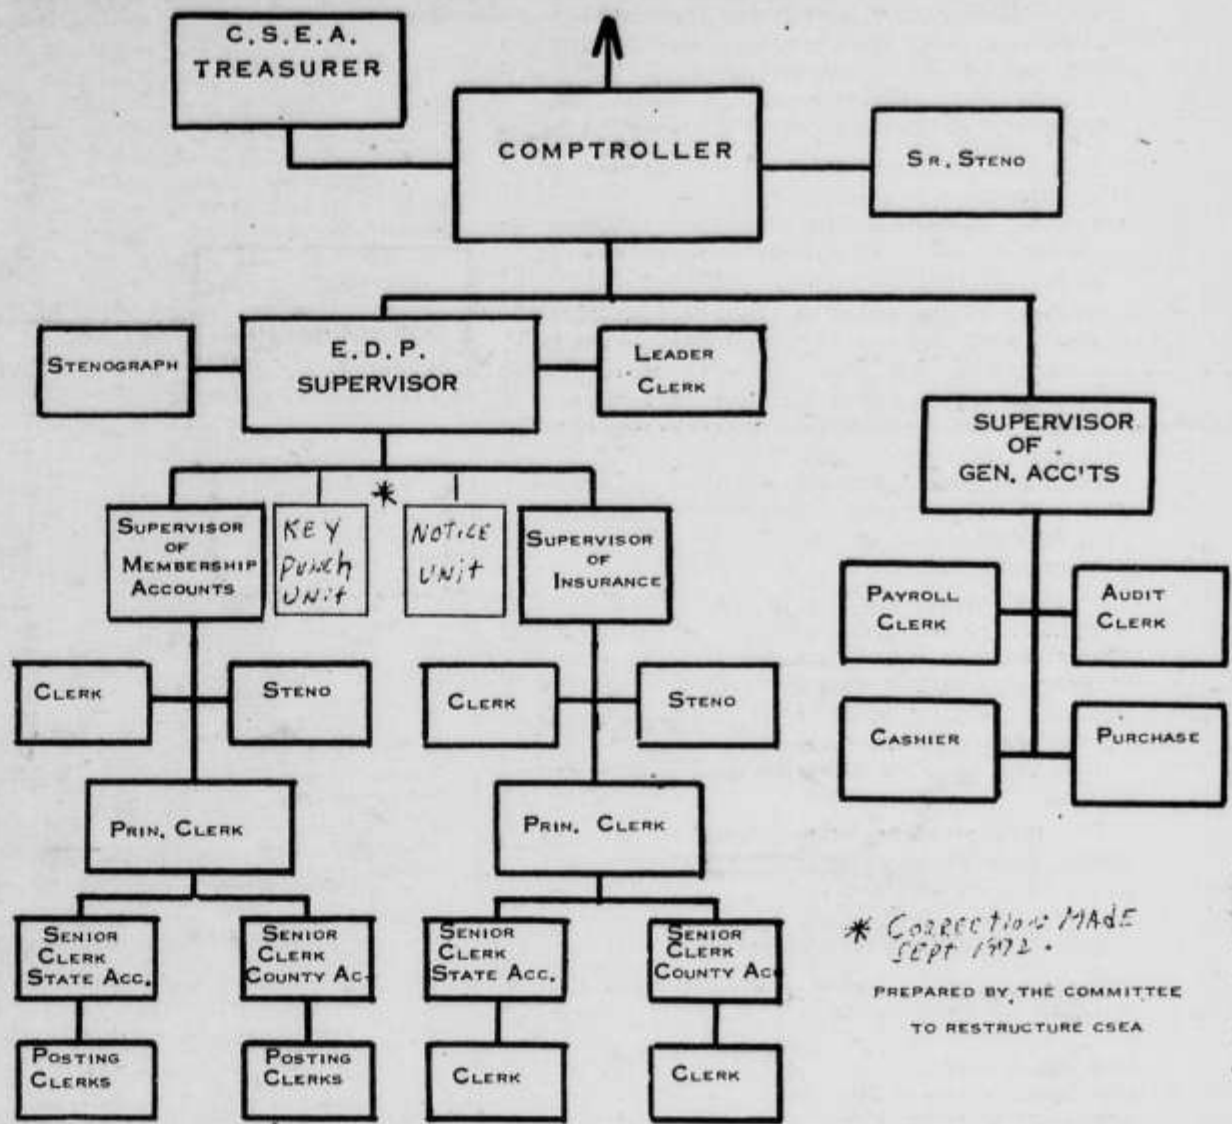 C.S.E.A.
TREASURER
COMPTROLLER
SR. STENO
STENOGRAPH
E.D.P.
SUPERVISOR
LEADER
CLERK
SUPERVISOR
OF
GEN. ACC'TS
*
SUPERVISOR
OF
MEMBERSHIP
ACCOUNTS
KEY
PUNCH
UNIT
NOTICE
UNIT
SUPERVISOR
OF
INSURANCE
PAYROLL
CLERK
AUDIT
CLERK
CLERK
STENO
CLERK
STENO
CASHIER
PURCHASE
PRIN. CLERK
PRIN. CLERK
SENIOR
CLERK
STATE ACC.
SENIOR
CLERK
COUNTY AC.
SENIOR
CLERK
STATE ACC.
SENIOR
CLERK
COUNTY AC
POSTING
CLERKS
POSTING
CLERKS
CLERK
CLERK
* CORRECTION MADE
SEPT 1972.
PREPARED BY THE COMMITTEE
TO RESTRUCTURE CSEA